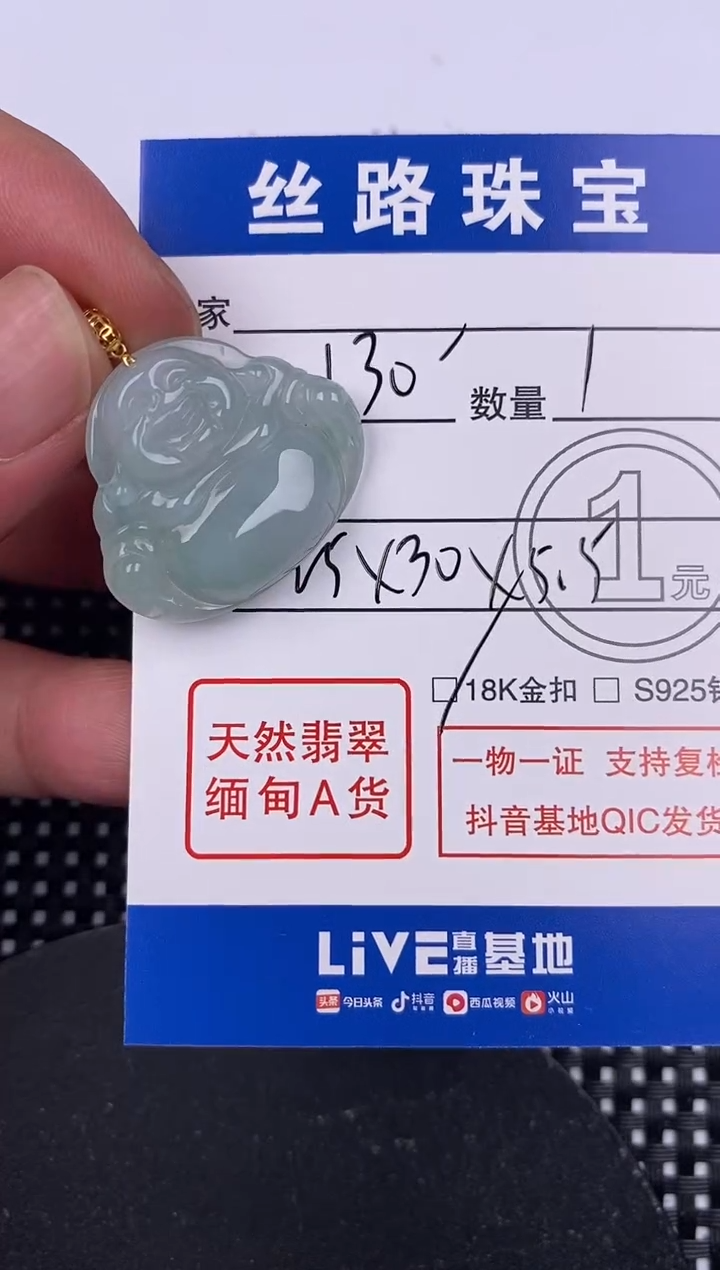 丝路珠宝
家
130'
数量 1
1元
25X30X5.5
18K金扣 S925
天然翡翠
缅甸A货
一物一证 支持复检
抖音基地QIC发货
LiVE直播基地
头条 今日头条 抖音 西瓜视频 火山